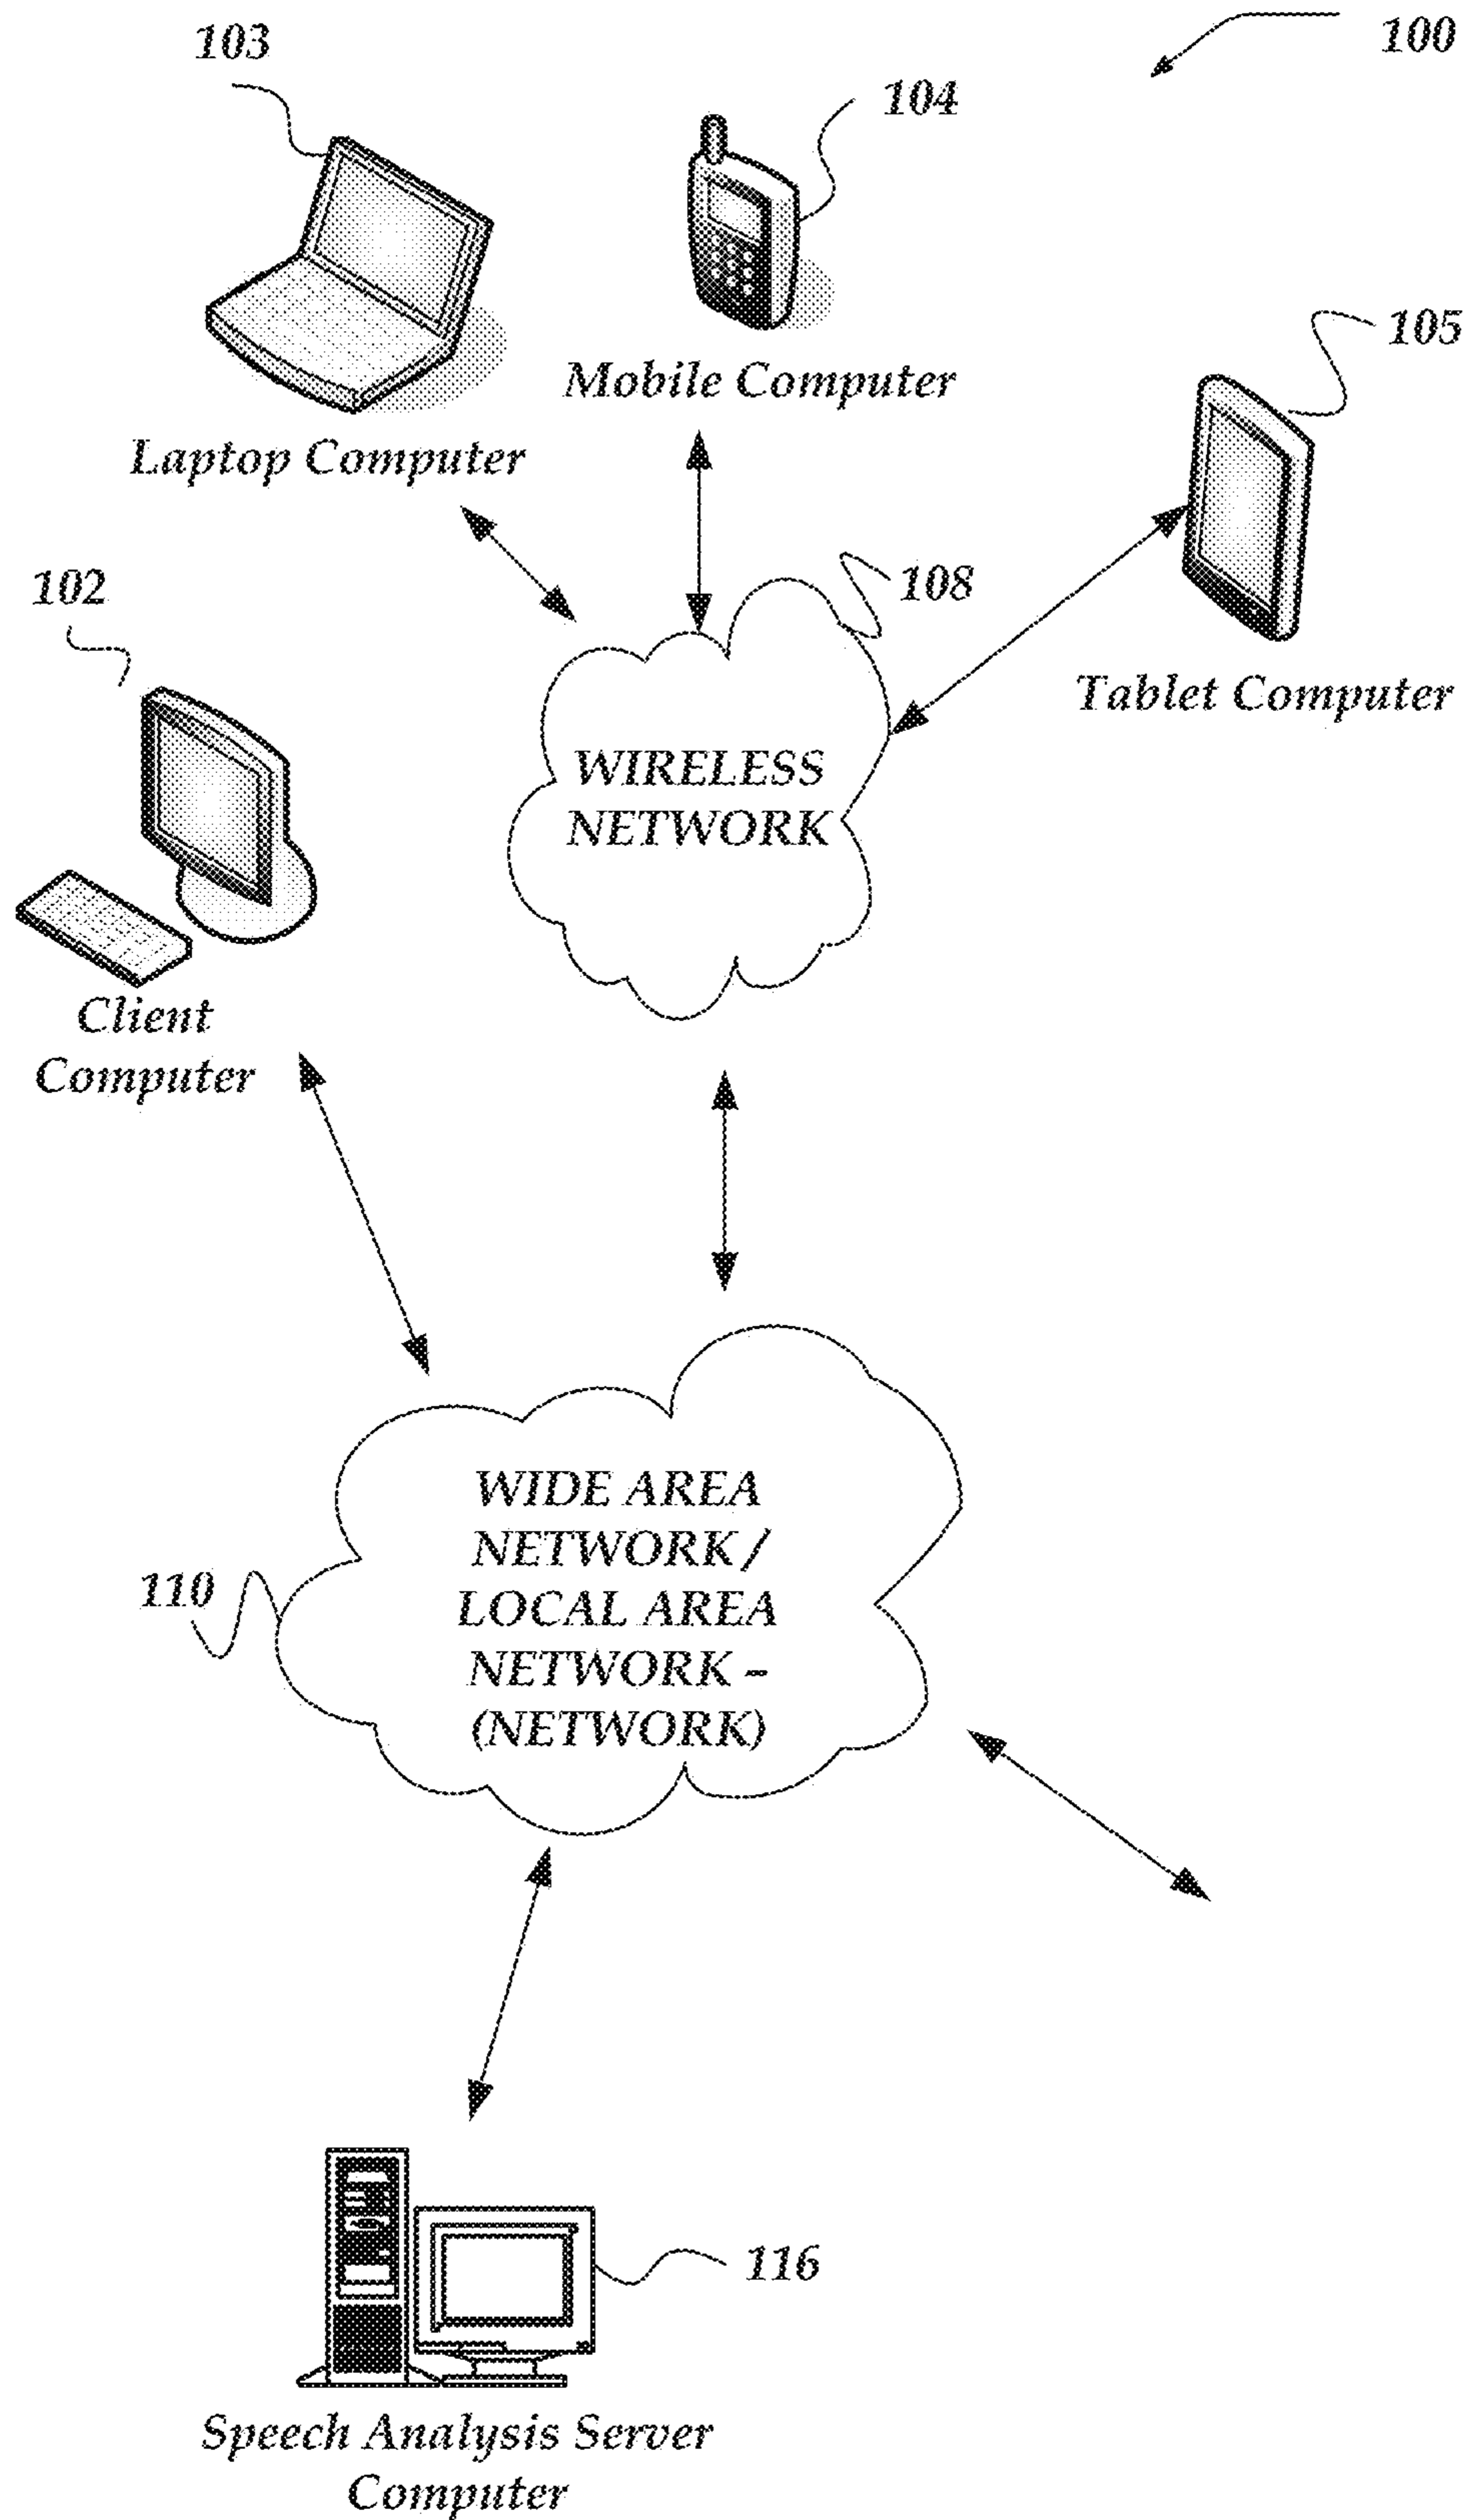 100
103
104
Mobile Computer
105
Laptop Computer
102
108
Tablet Computer
WIRELESS
NETWORK
Client
Computer
WIDE AREA
NETWORK /
LOCAL AREA
NETWORK –
(NETWORK)
110
116
Speech Analysis Server
Computer